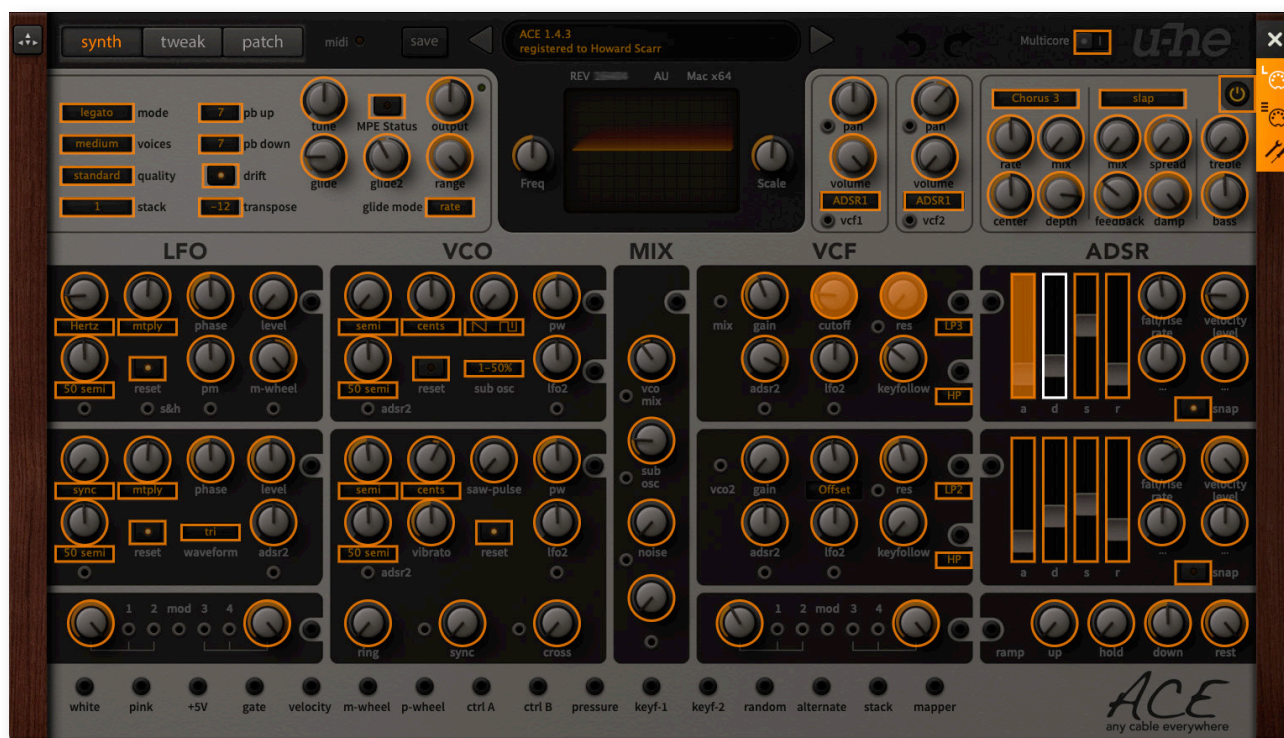 synth tweak patch midi save ACE 1.4.3 Multicore u-he
registered to Howard Scarr
REV AU Mac x64
legato mode 7 pb up tune MPE Status output pan pan Chorus 3 slap
medium voices 7 pb down rate mix mix spread treble
standard quality drift glide glide2 range Freq Scale volume volume
ADSR1 ADSR1
1 stack -12 transpose glide mode rate vcf1 vcf2 center depth feedback damp bass
LFO VCO MIX VCF ADSR
Hertz mtply phase level semi cents pw mix gain cutoff res LP3 fall/rise velocity
rate level
50 semi reset pm m-wheel 50 semi reset 1-50% sub osc lfo2 vco adsr2 lfo2 keyfollow HP ... ...
s&h adsr2 mix a d s r snap
sync mtply phase level semi cents saw-pulse pw sub vco2 gain Offset res LP2 fall/rise velocity
osc rate level
50 semi reset tri waveform adsr2 50 semi vibrato reset lfo2 noise adsr2 lfo2 keyfollow HP ... ...
adsr2 a d s r snap
1 2 mod 3 4 1 2 mod 3 4
ring sync cross ramp up hold down rest
white pink +5V gate velocity m-wheel p-wheel ctrl A ctrl B pressure keyf-1 keyf-2 random alternate stack mapper ACE
any cable everywhere